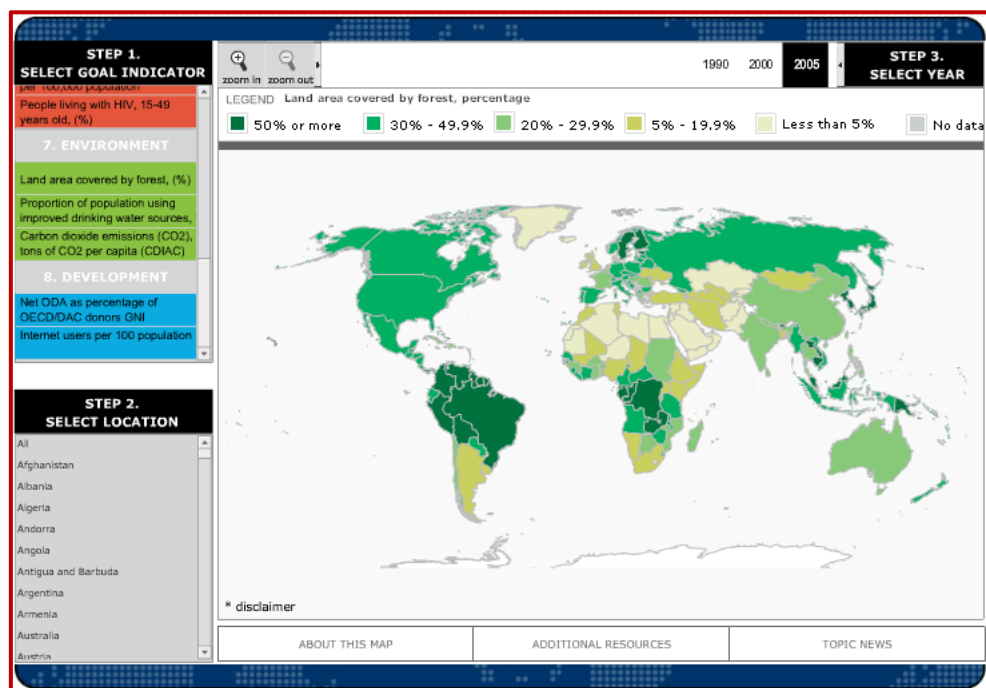 STEP 1.
SELECT GOAL INDICATOR
per 100,000 population
People living with HIV, 15-49
years old, (%)
7. ENVIRONMENT
Land area covered by forest, (%)
Proportion of population using
improved drinking water sources,
Carbon dioxide emissions (CO2),
tons of CO2 per capita (CDIAC)
8. DEVELOPMENT
Net ODA as percentage of
OECD/DAC donors GNI
Internet users per 100 population
STEP 2.
SELECT LOCATION
All
Afghanistan
Albania
Algeria
Andorra
Angola
Antigua and Barbuda
Argentina
Armenia
Australia
Austria
zoom in zoom out
1990 2000 2005
STEP 3.
SELECT YEAR
LEGEND Land area covered by forest, percentage
50% or more 30% - 49.9% 20% - 29.9% 5% - 19.9% Less than 5% No data
* disclaimer
ABOUT THIS MAP ADDITIONAL RESOURCES TOPIC NEWS